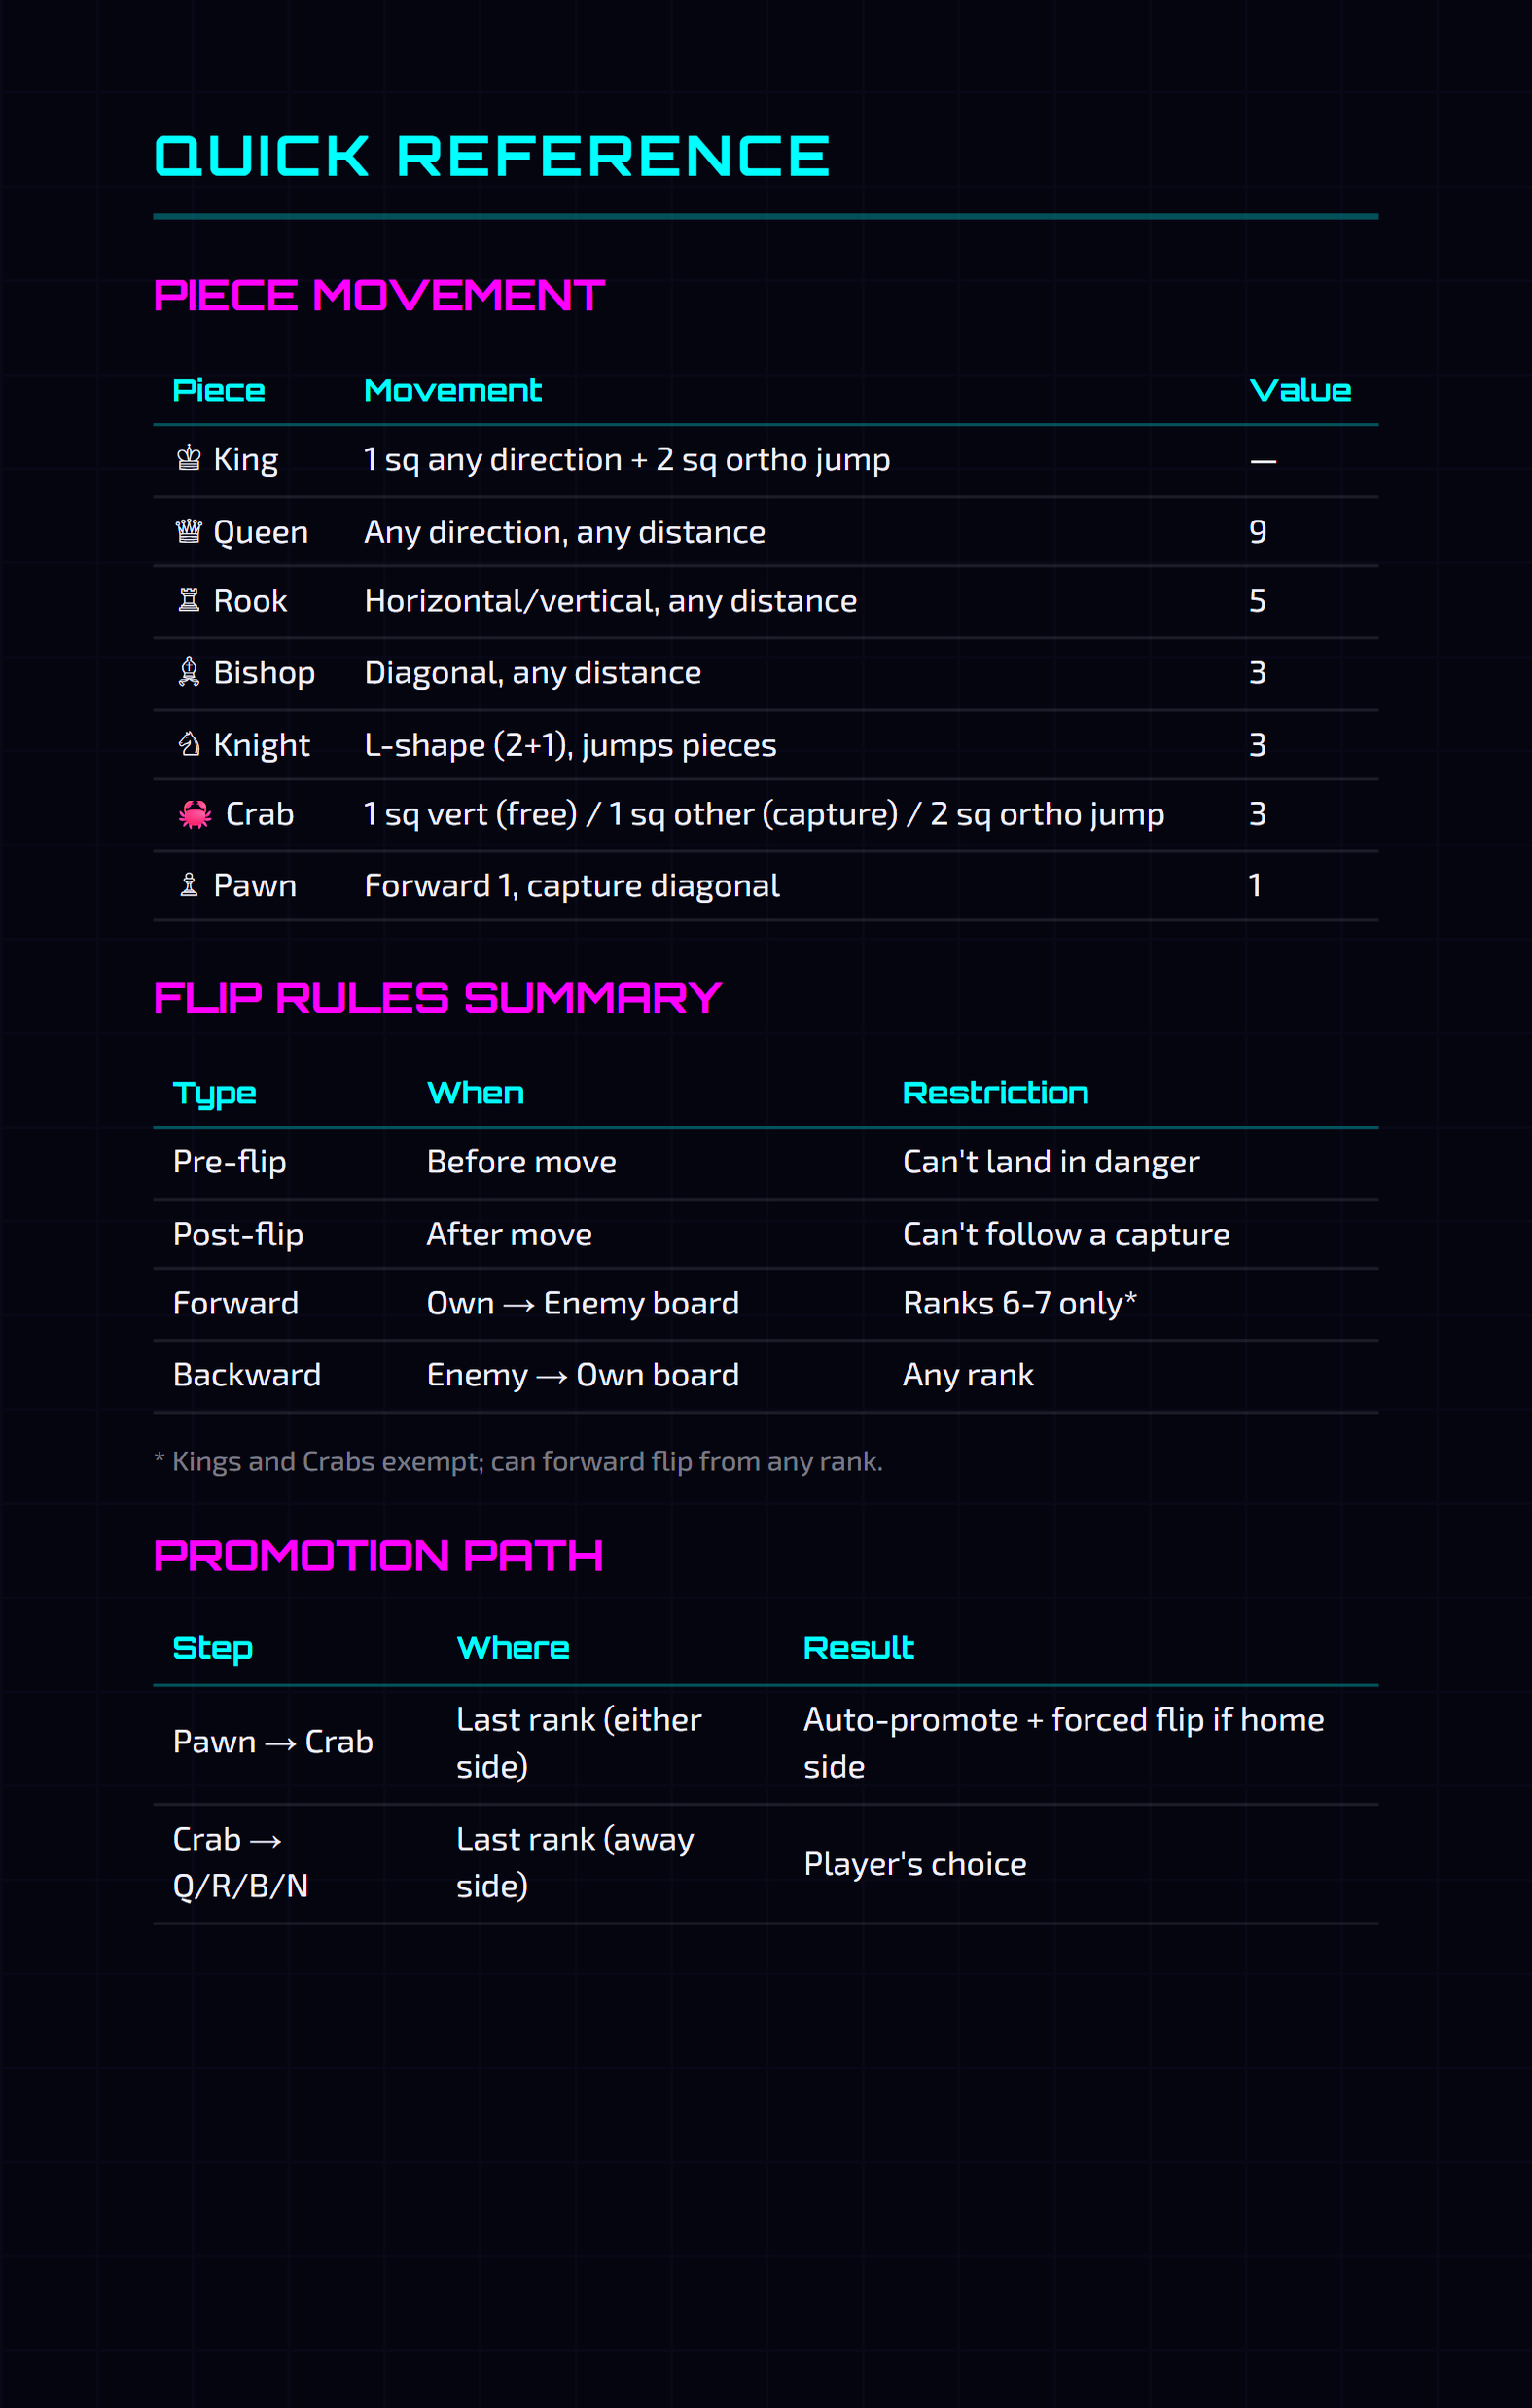 QUICK REFERENCE
PIECE MOVEMENT
Piece Movement Value
♔ King 1 sq any direction + 2 sq ortho jump —
♕ Queen Any direction, any distance 9
♖ Rook Horizontal/vertical, any distance 5
♗ Bishop Diagonal, any distance 3
♘ Knight L-shape (2+1), jumps pieces 3
🦀 Crab 1 sq vert (free) / 1 sq other (capture) / 2 sq ortho jump 3
♙ Pawn Forward 1, capture diagonal 1
FLIP RULES SUMMARY
Type When Restriction
Pre-flip Before move Can't land in danger
Post-flip After move Can't follow a capture
Forward Own → Enemy board Ranks 6-7 only*
Backward Enemy → Own board Any rank
* Kings and Crabs exempt; can forward flip from any rank.
PROMOTION PATH
Step Where Result
Pawn → Crab
Last rank (either
side)
Auto-promote + forced flip if home
side
Crab →
Q/R/B/N
Last rank (away
side)
Player's choice